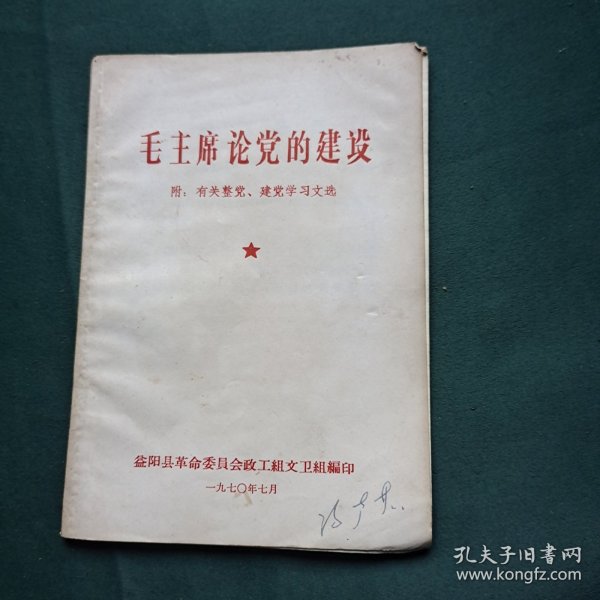 毛主席论党的建设
附：有关整党、建党学习文选
益阳县革命委員会政工組文卫組編印
一九七〇年七月
孔夫子旧書网
www.kongfz.com